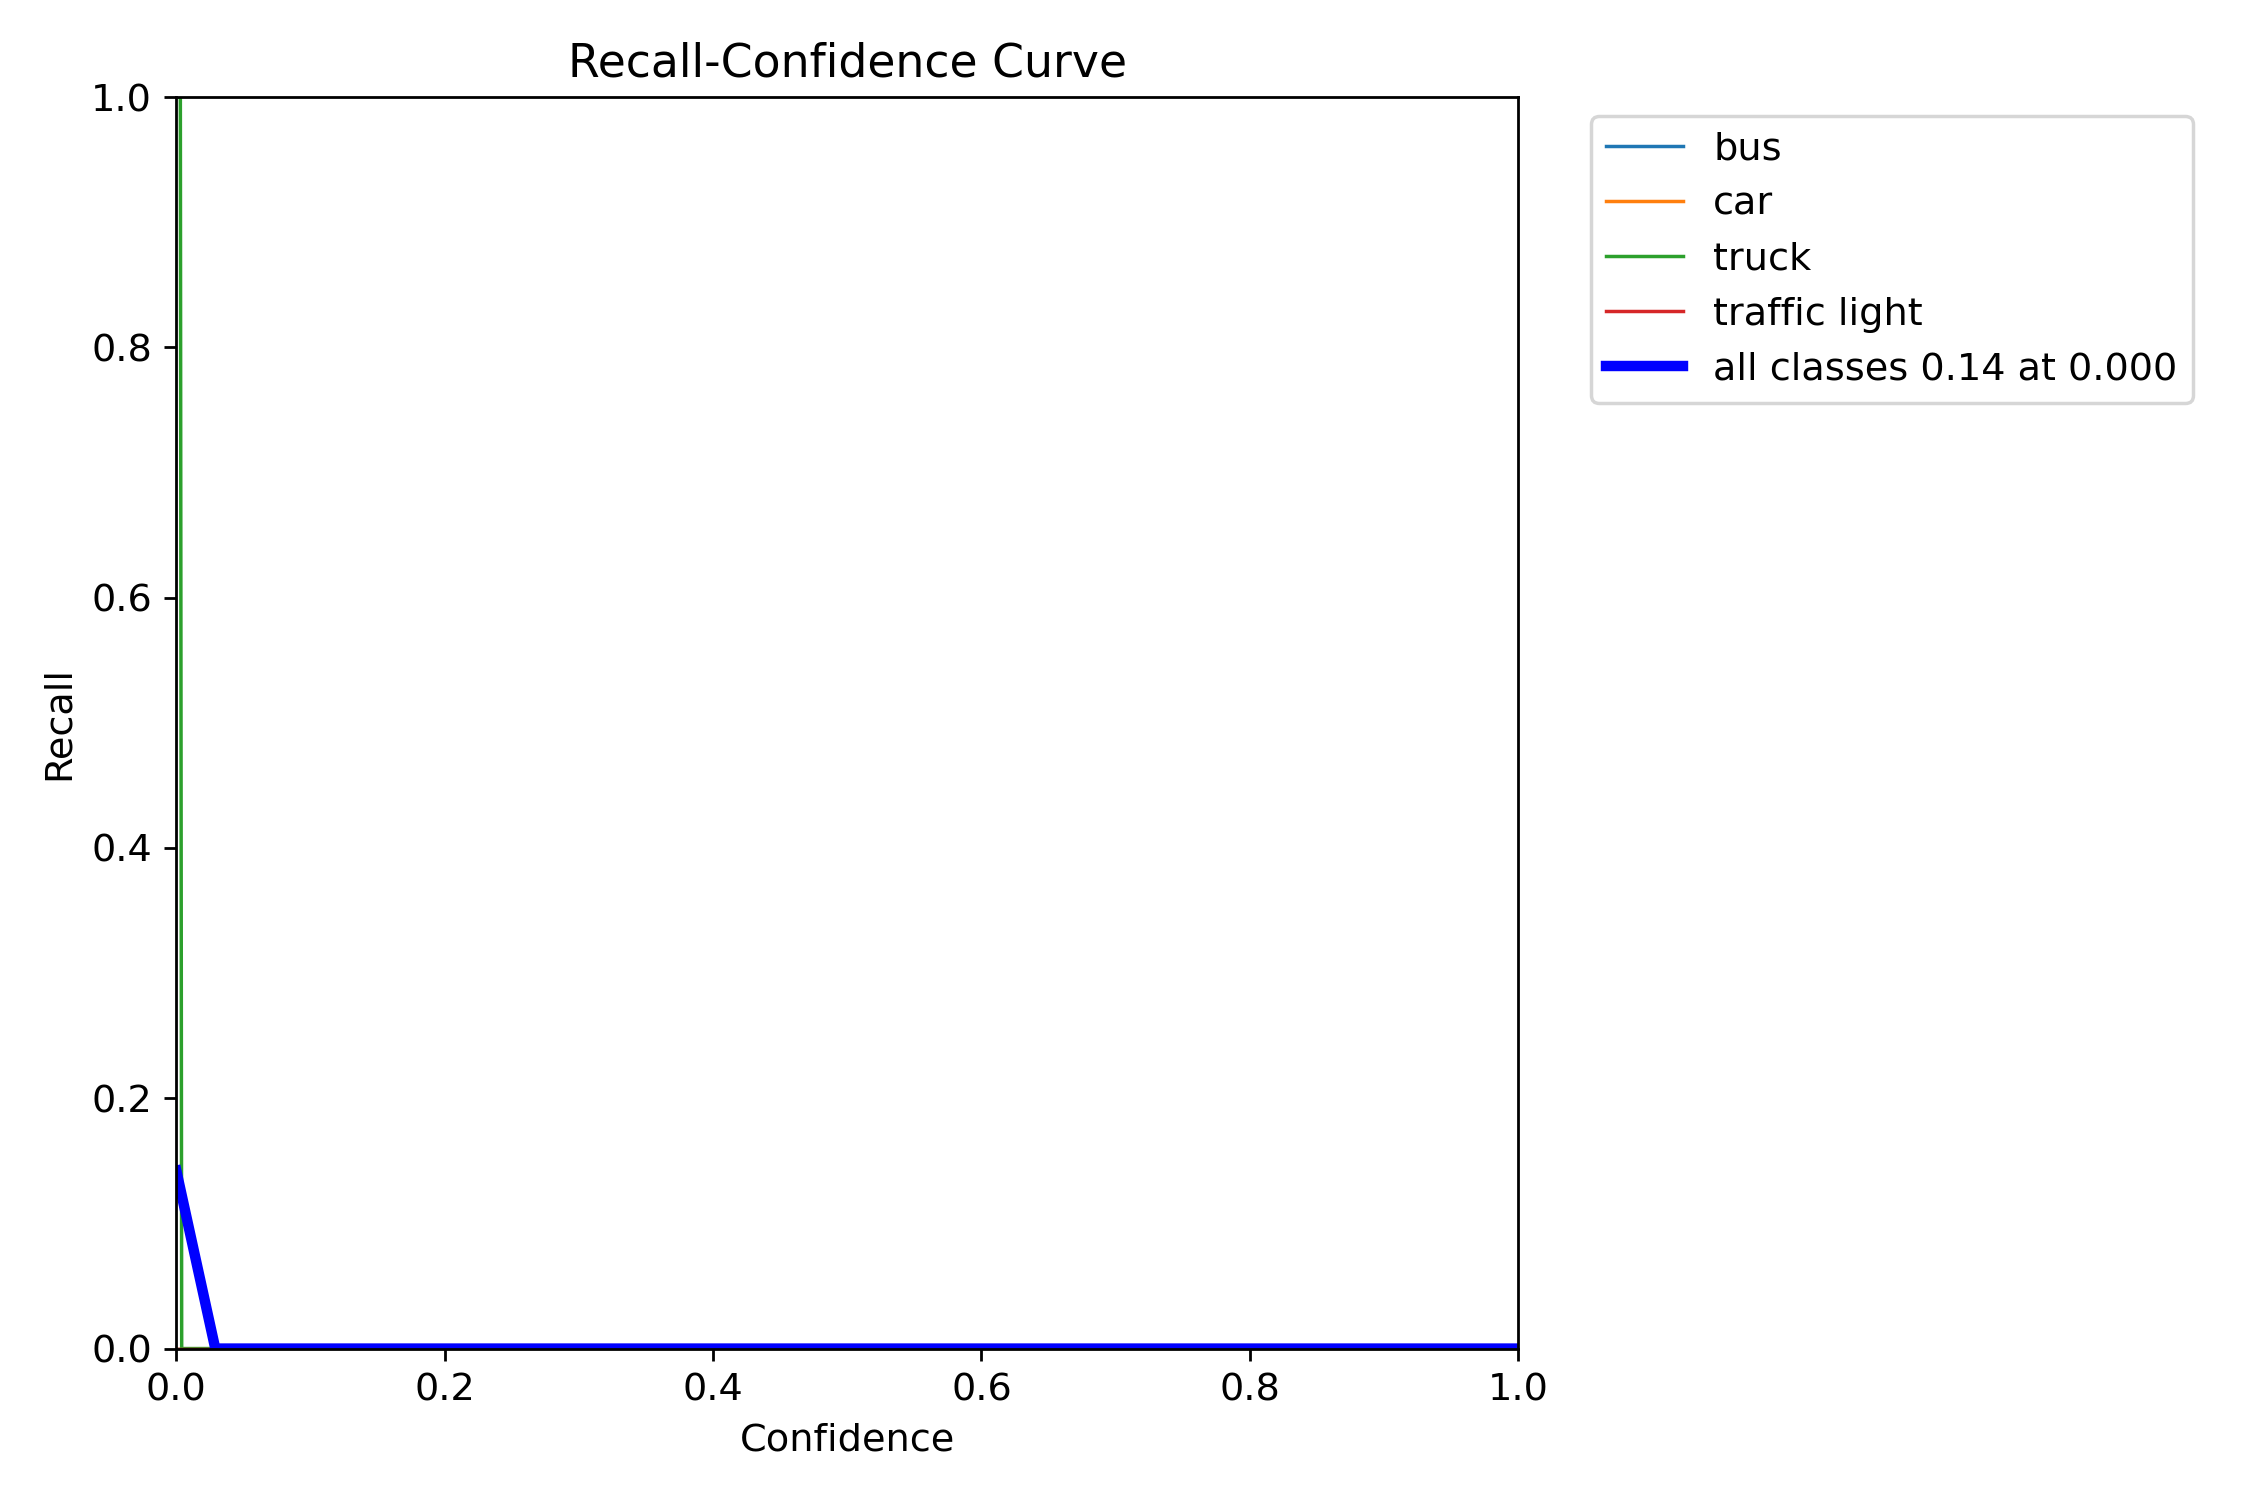 Recall-Confidence Curve
1.0
0.8
0.6
0.4
0.2
0.0
Recall
0.0 0.2 0.4 0.6 0.8 1.0
Confidence
bus
car
truck
traffic light
all classes 0.14 at 0.000